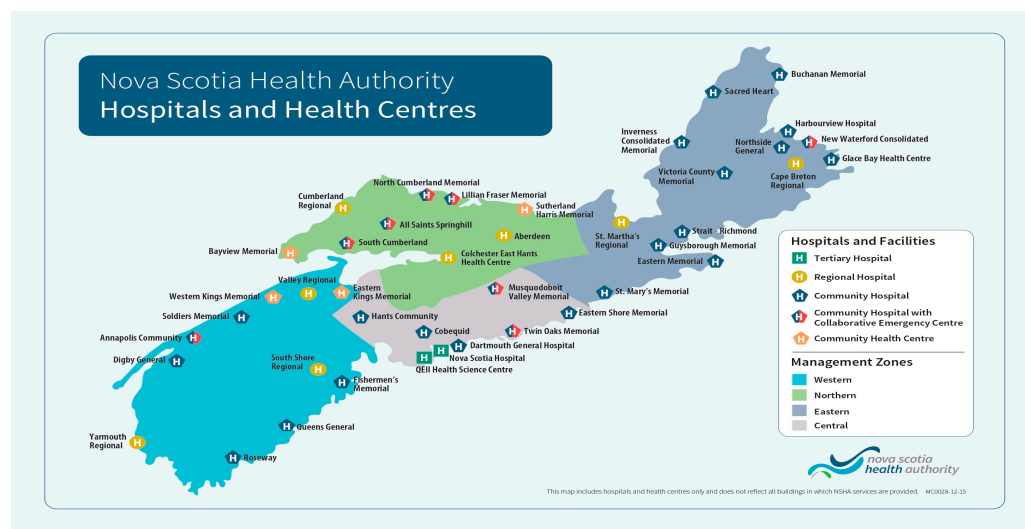 Nova Scotia Health Authority
Hospitals and Health Centres
Buchanan Memorial
Sacred Heart
Harbourview Hospital
Inverness
Consolidated
Memorial
Northside
General
New Waterford Consolidated
Glace Bay Health Centre
Victoria County
Memorial
Cape Breton
Regional
North Cumberland Memorial
Lillian Fraser Memorial
Cumberland
Regional
Sutherland
Harris Memorial
All Saints Springhill
Aberdeen
St. Martha's
Regional
Strait - Richmond
Guysborough Memorial
Eastern Memorial
South Cumberland
Bayview Memorial
Colchester East Hants
Health Centre
Valley Regional
Eastern
Kings Memorial
Musquodoboit
Valley Memorial
St. Mary's Memorial
Western Kings Memorial
Soldiers Memorial
Hants Community
Eastern Shore Memorial
Annapolis Community
Cobequid
Twin Oaks Memorial
Dartmouth General Hospital
Digby General
South Shore
Regional
Nova Scotia Hospital
QEII Health Science Centre
Fishermen's
Memorial
Queens General
Yarmouth
Regional
Roseway
Hospitals and Facilities
H Tertiary Hospital
H Regional Hospital
H Community Hospital
H Community Hospital with
Collaborative Emergency Centre
H Community Health Centre
Management Zones
Western
Northern
Eastern
Central
nova scotia
health authority
This map includes hospitals and health centres only and does not reflect all buildings in which NSHA services are provided. MC0028-12-15